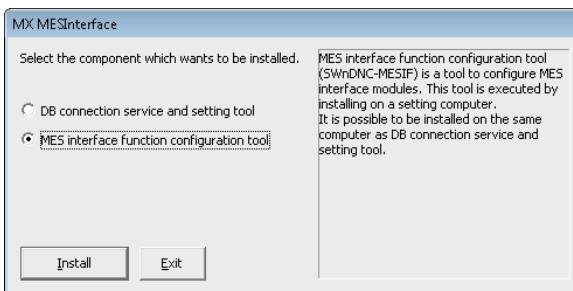 MX MESInterface
Select the component which wants to be installed.
DB connection service and setting tool
MES interface function configuration tool
Install
Exit
MES interface function configuration tool
(SWnDNC-MESIF) is a tool to configure MES
interface modules. This tool is executed by
installing on a setting computer.
It is possible to be installed on the same
computer as DB connection service and
setting tool.